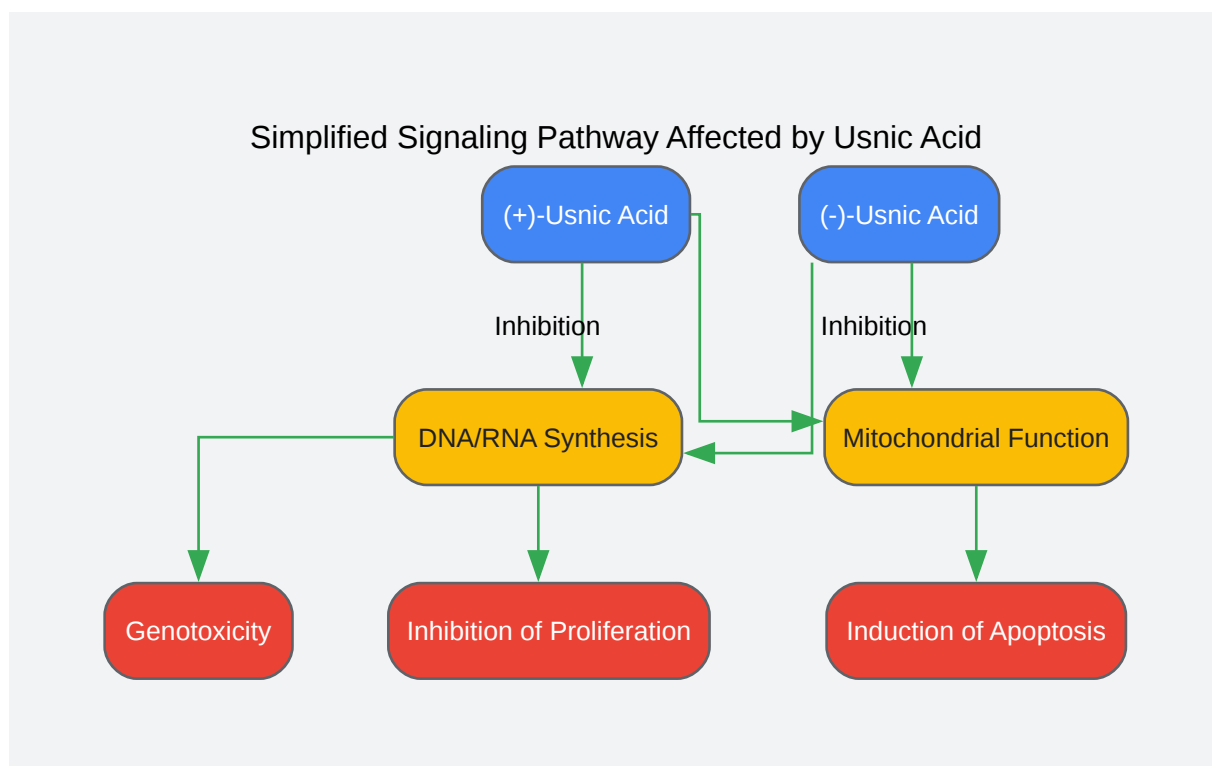 Simplified Signaling Pathway Affected by Usnic Acid
(+)-Usnic Acid
(-)-Usnic Acid
Inhibition
Inhibition
DNA/RNA Synthesis
Mitochondrial Function
Genotoxicity
Inhibition of Proliferation
Induction of Apoptosis